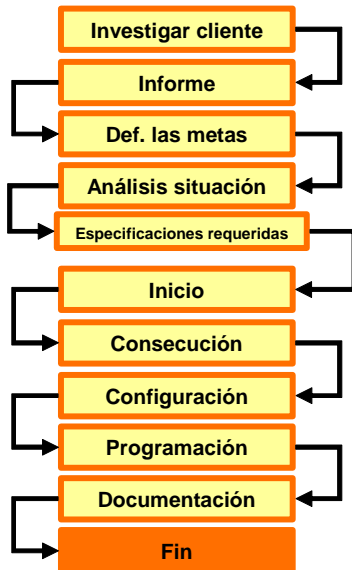 Investigar cliente
Informe
Def. las metas
Análisis situación
Especificaciones requeridas
Inicio
Consecución
Configuración
Programación
Documentación
Fin